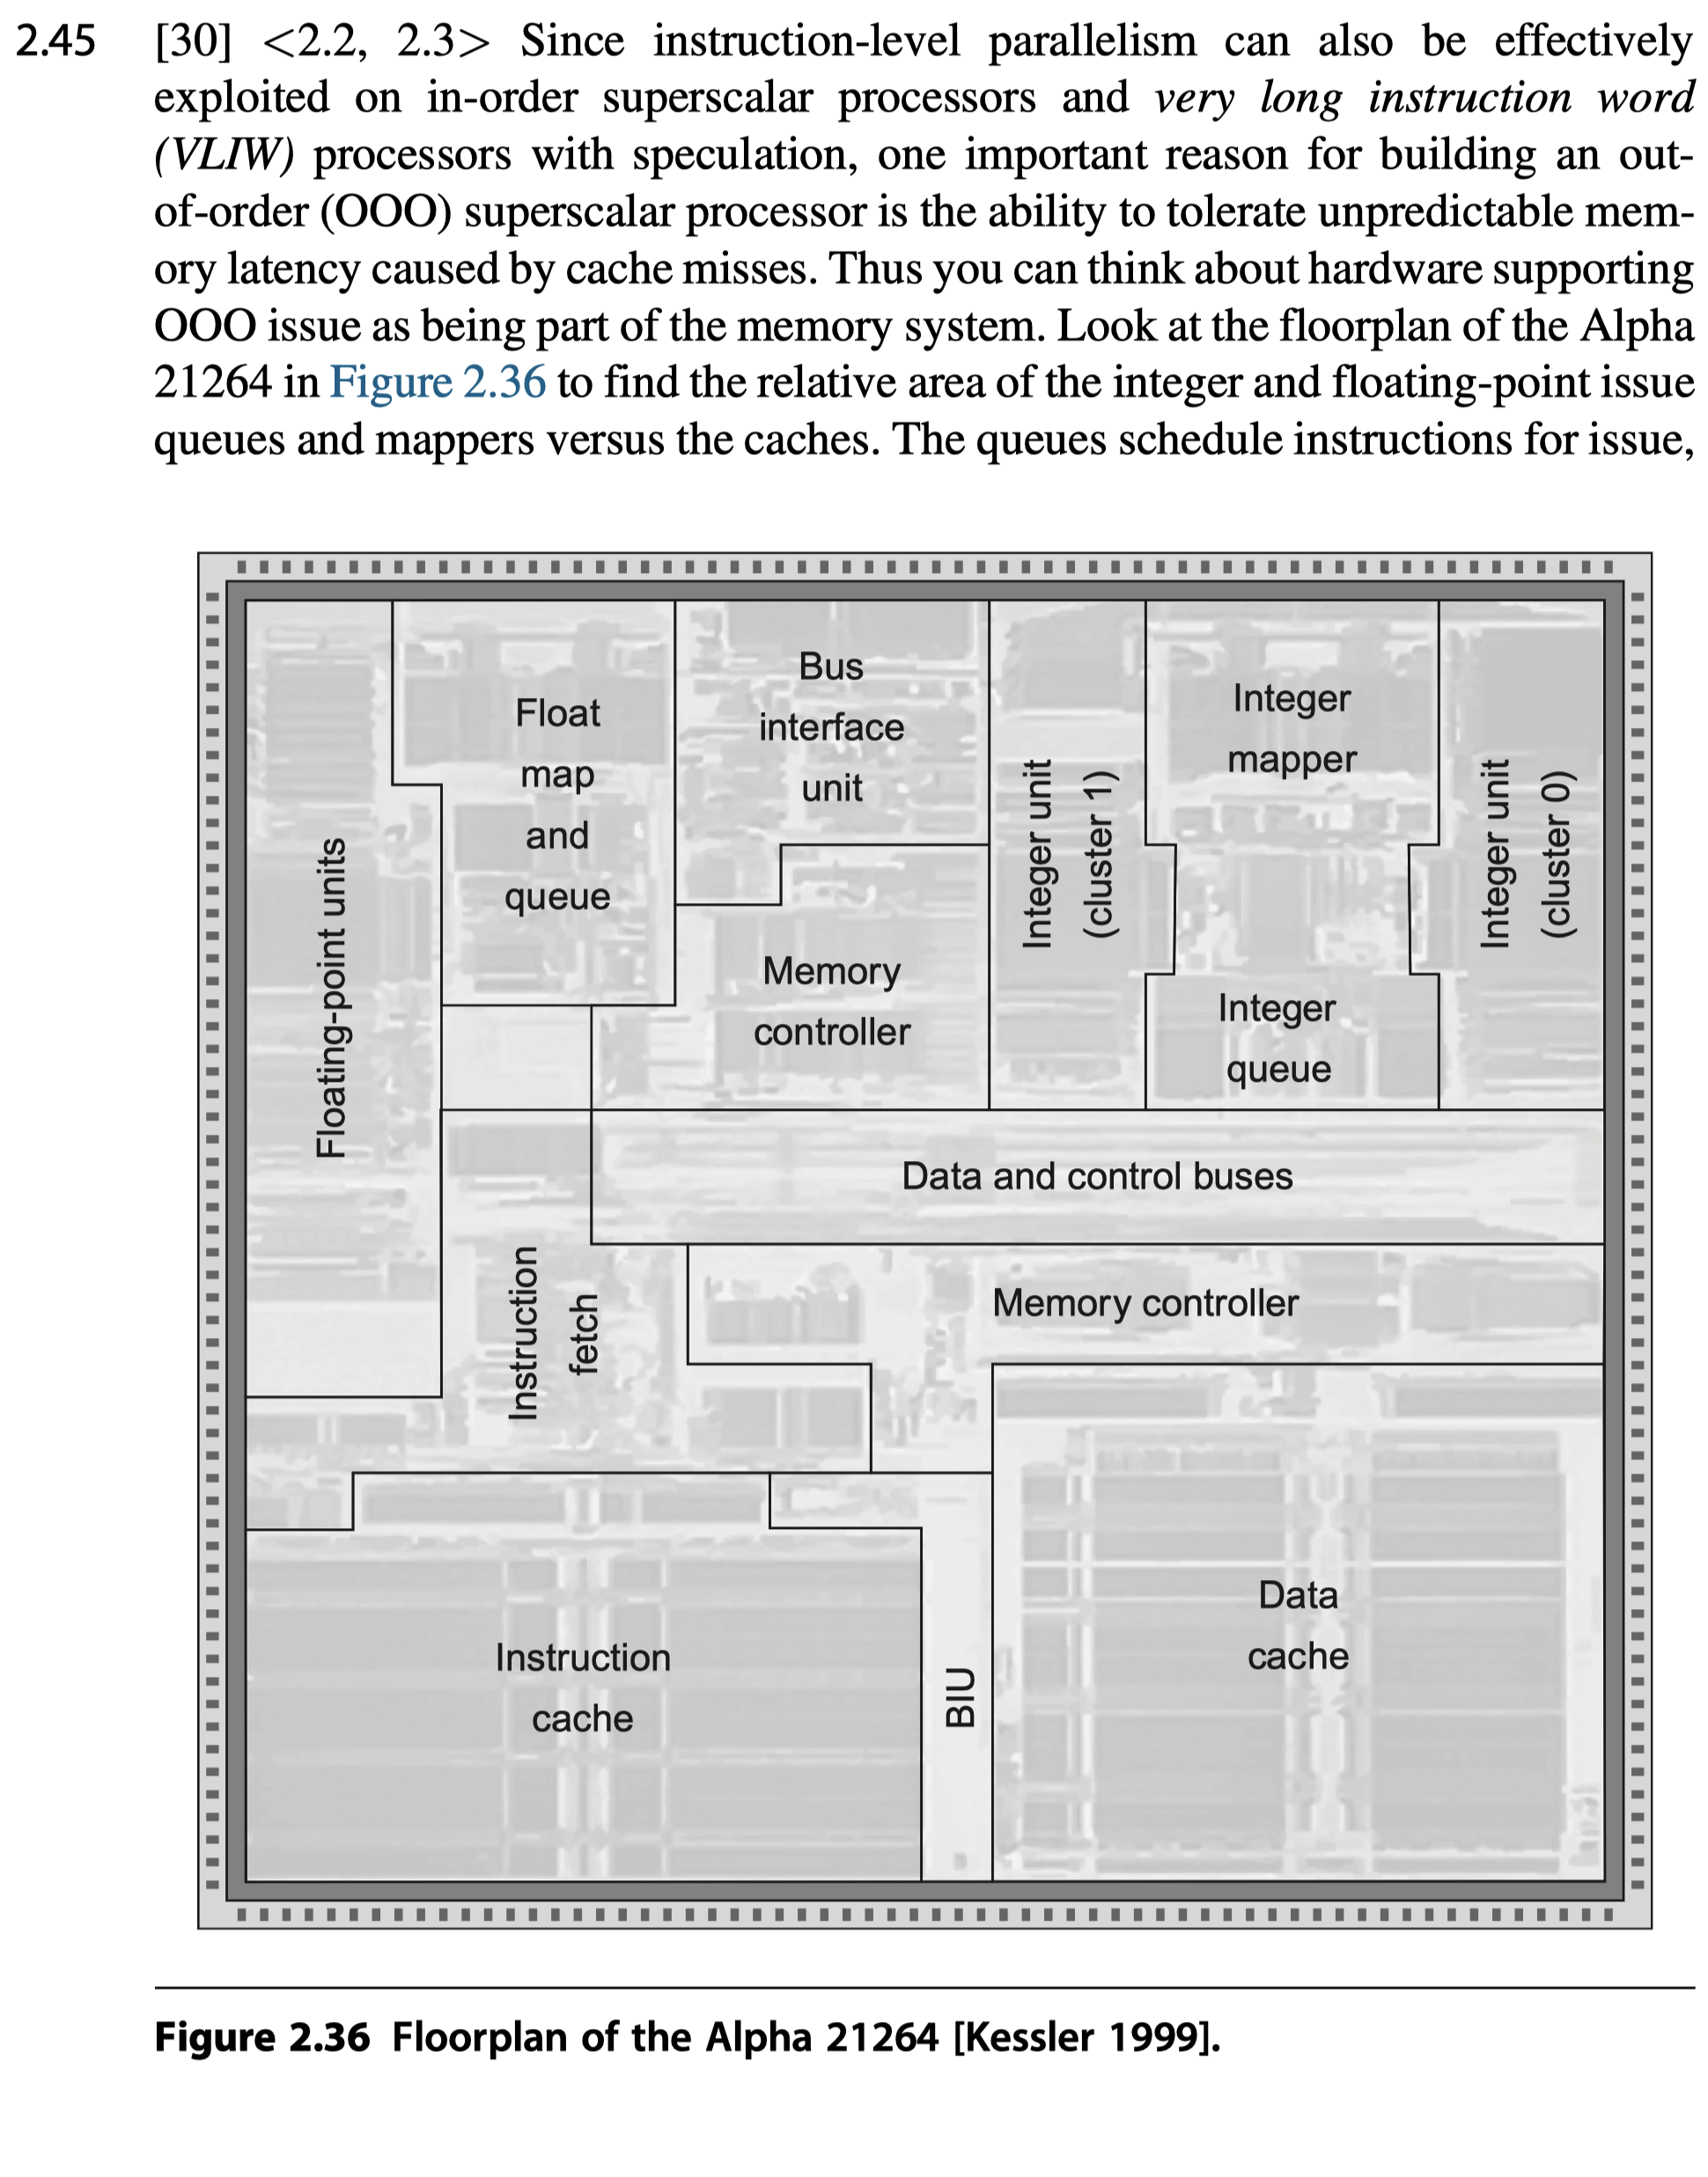 2.45 [30] <2.2, 2.3> Since instruction-level parallelism can also be effectively
exploited on in-order superscalar processors and very long instruction word
(VLIW) processors with speculation, one important reason for building an out-
of-order (OOO) superscalar processor is the ability to tolerate unpredictable mem-
ory latency caused by cache misses. Thus you can think about hardware supporting
OOO issue as being part of the memory system. Look at the floorplan of the Alpha
21264 in Figure 2.36 to find the relative area of the integer and floating-point issue
queues and mappers versus the caches. The queues schedule instructions for issue,
Floating-point units
Float
map
and
queue
Bus
interface
unit
Memory
controller
Integer unit
(cluster 1)
Integer
mapper
Integer
queue
Integer unit
(cluster 0)
Data and control buses
Instruction
fetch
Memory controller
Instruction
cache
BIU
Data
cache
Figure 2.36 Floorplan of the Alpha 21264 [Kessler 1999].